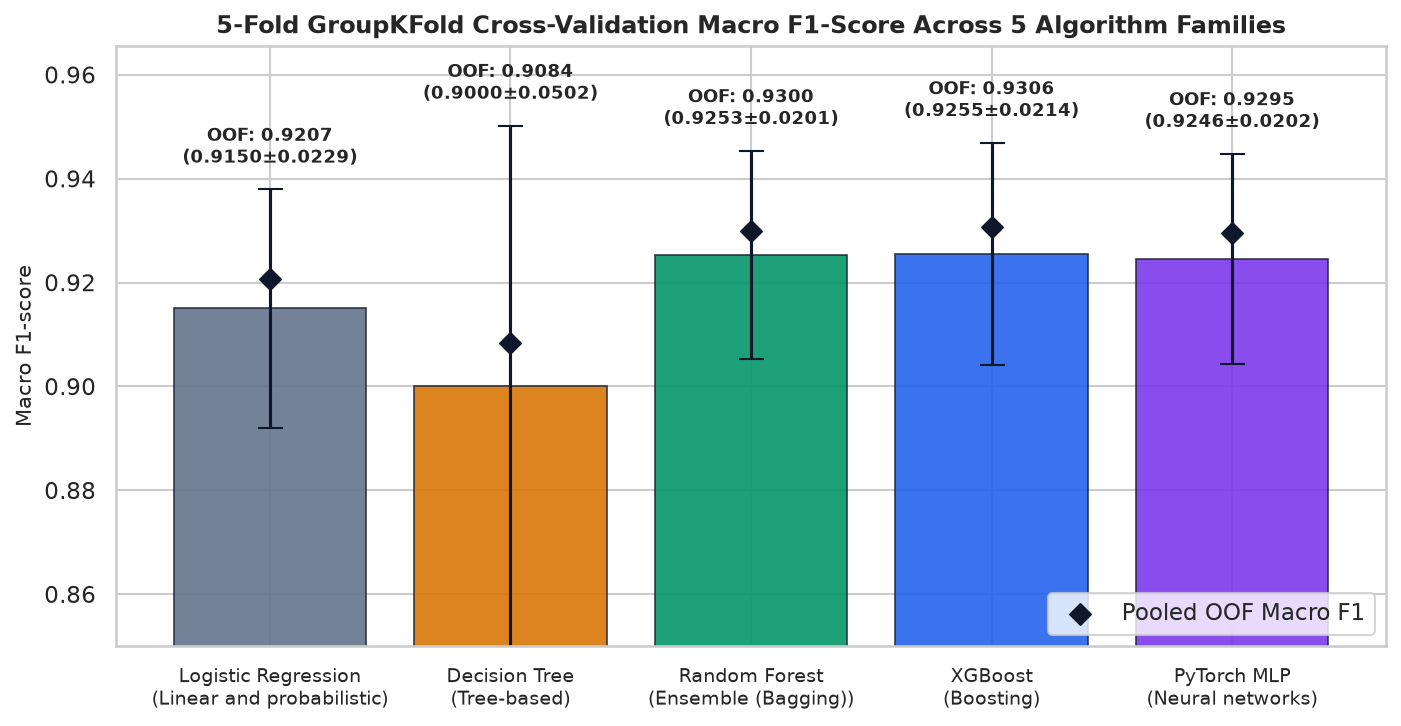 5-Fold GroupKFold Cross-Validation Macro F1-Score Across 5 Algorithm Families
Macro F1-score
0.96
0.94
0.92
0.90
0.88
0.86
OOF: 0.9207
(0.9150±0.0229)
OOF: 0.9084
(0.9000±0.0502)
OOF: 0.9300
(0.9253±0.0201)
OOF: 0.9306
(0.9255±0.0214)
OOF: 0.9295
(0.9246±0.0202)
Pooled OOF Macro F1
Logistic Regression
(Linear and probabilistic)
Decision Tree
(Tree-based)
Random Forest
(Ensemble (Bagging))
XGBoost
(Boosting)
PyTorch MLP
(Neural networks)